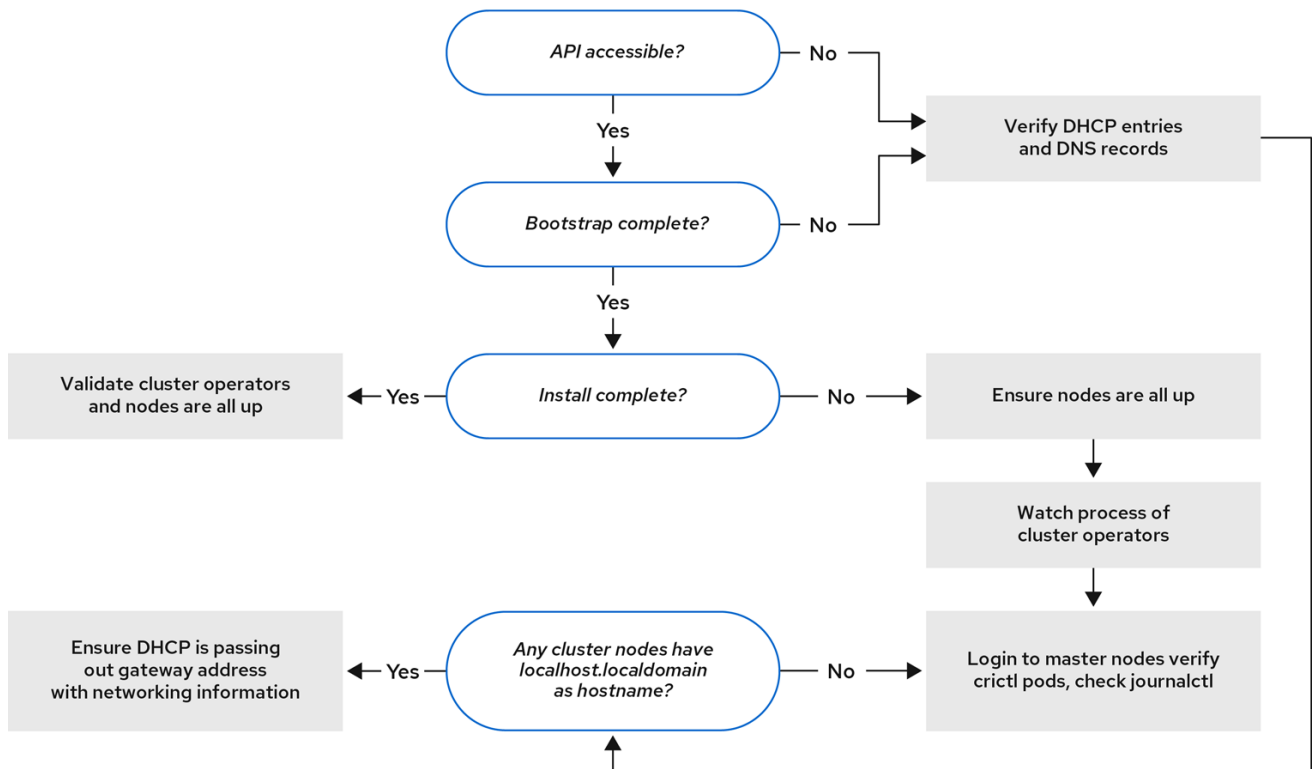 API accessible?
No
Verify DHCP entries
and DNS records
Yes
Bootstrap complete?
No
Yes
Validate cluster operators
and nodes are all up
Yes
Install complete?
No
Ensure nodes are all up
Watch process of
cluster operators
Ensure DHCP is passing
out gateway address
with networking information
Yes
Any cluster nodes have
localhost.localdomain
as hostname?
No
Login to master nodes verify
crictl pods, check journalctl